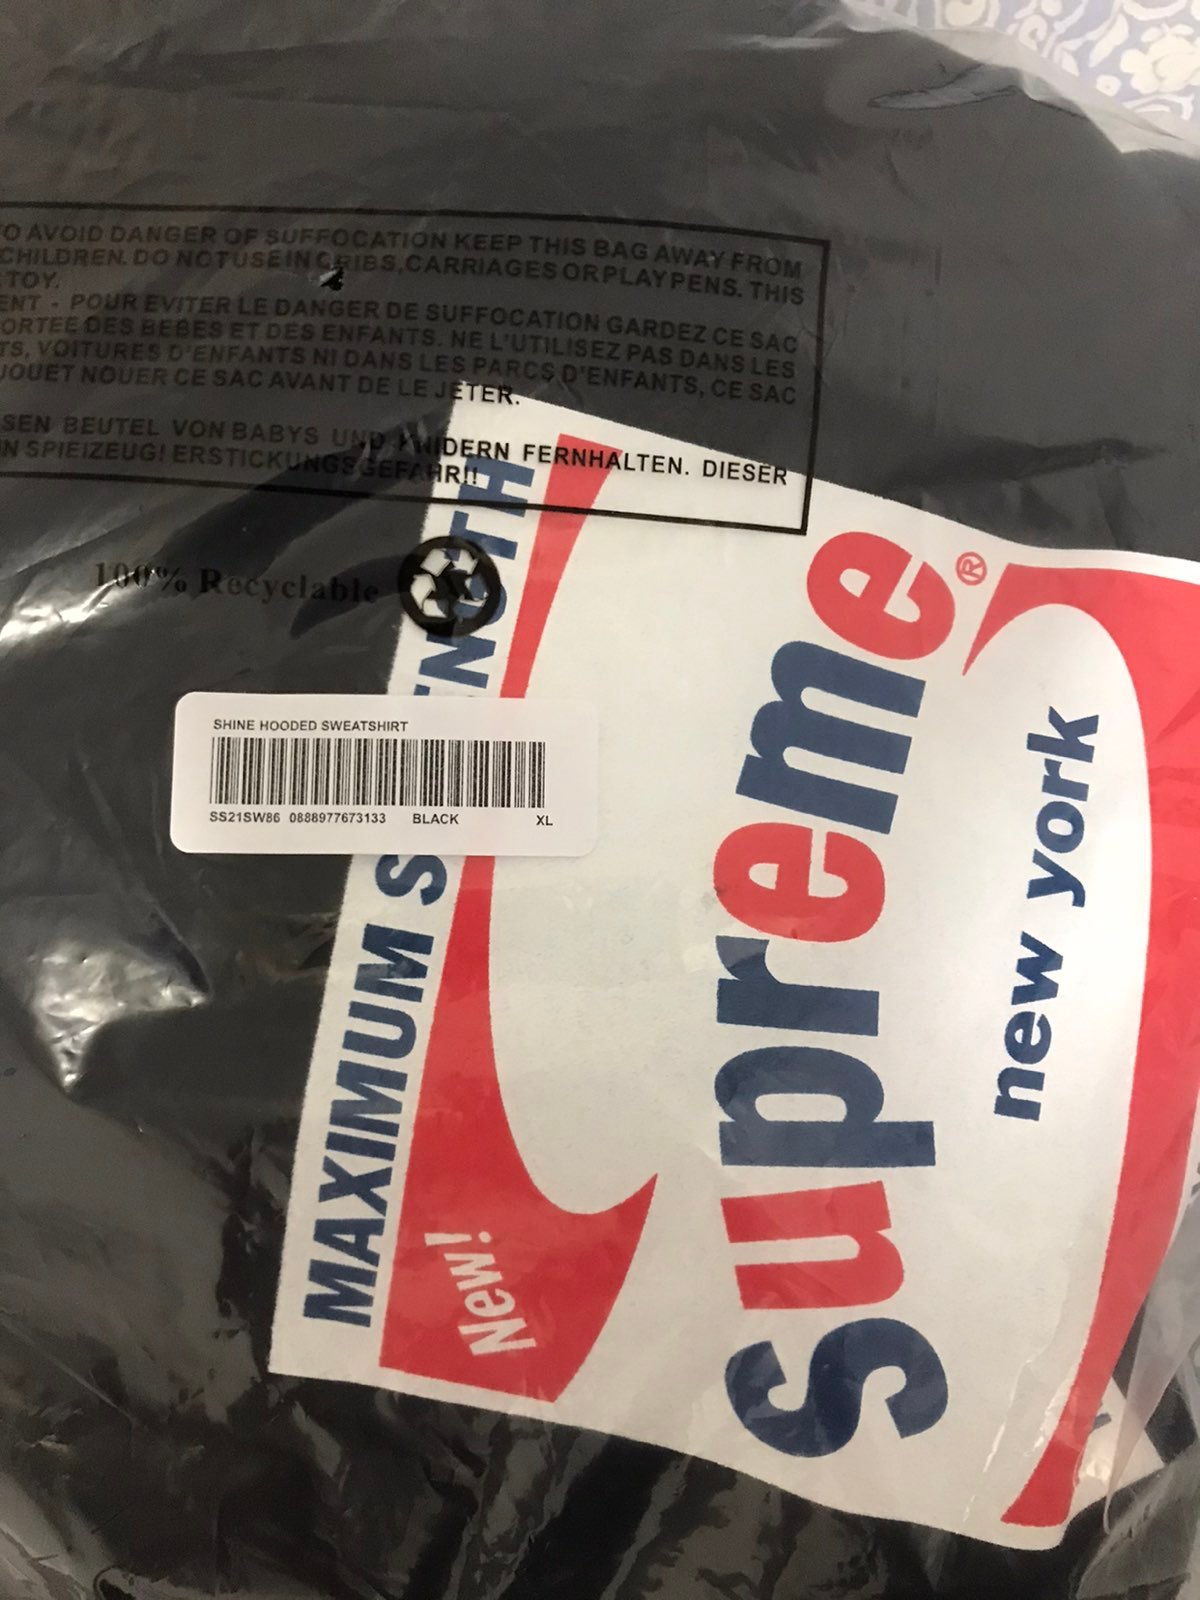 O AVOID DANGER OF SUFFOCATION KEEP THIS BAG AWAY FROM
CHILDREN. DO NOT USE IN CRIBS, CARRIAGES OR PLAY PENS. THIS
TOY.
ENT - POUR EVITER LE DANGER DE SUFFOCATION GARDEZ CE SAC
ORTEE DES BEBES ET DES ENFANTS. NE L'UTILISEZ PAS DANS LES
TS, VOITURES D'ENFANTS NI DANS LES PARCS D'ENFANTS, CE SAC
JOUET NOUER CE SAC AVANT DE LE JETER.
SEN BEUTEL VON BABYS UND KNIDERN FERNHALTEN. DIESER
N SPIEIZEUG! ERSTICKUNGSGEFAHR!!
100% Recyclable
SHINE HOODED SWEATSHIRT
SS21SW86 0888977673133 BLACK XL
MAXIMUM S ENGTH
New!
Supreme®
new york